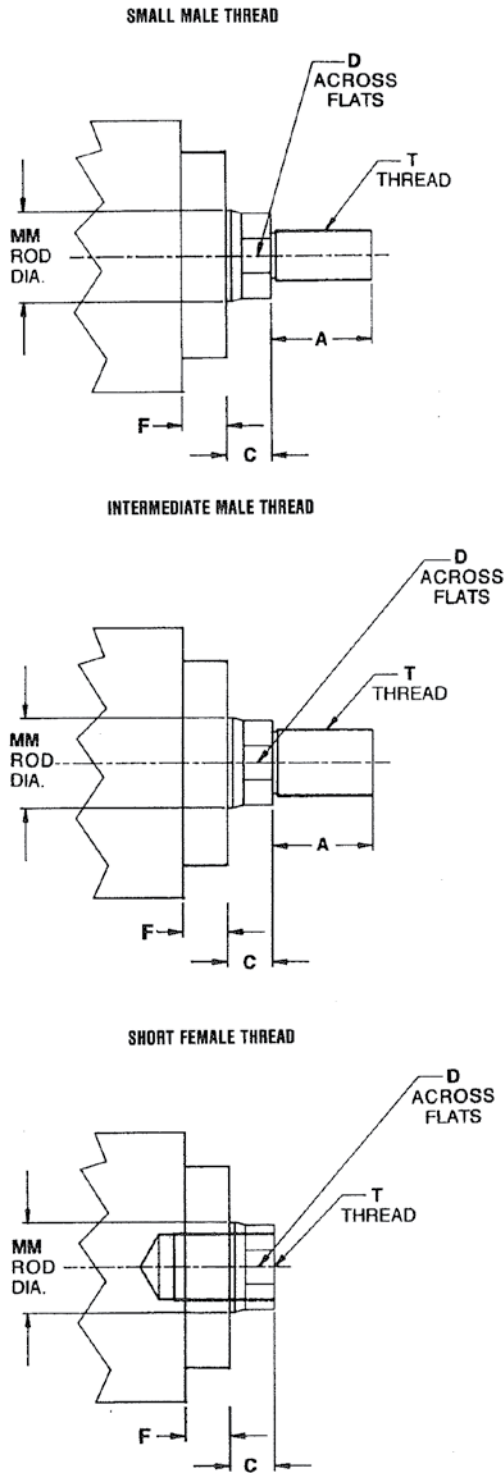 SMALL MALE THREAD
D
ACROSS
FLATS
T
THREAD
MM
ROD
DIA.
A
F
C
INTERMEDIATE MALE THREAD
D
ACROSS
FLATS
T
THREAD
MM
ROD
DIA.
A
F
C
SHORT FEMALE THREAD
D
ACROSS
FLATS
T
THREAD
MM
ROD
DIA.
F
C